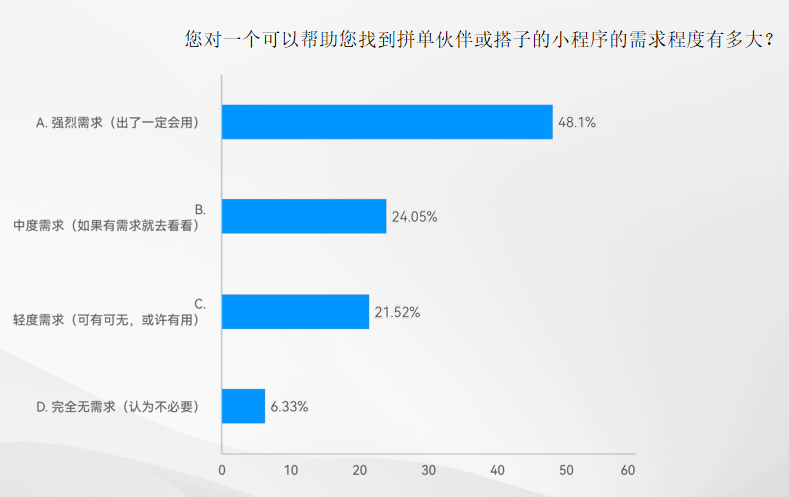 您对一个可以帮助您找到拼单伙伴或搭子的小程序的需求程度有多大？
A. 强烈需求（出了一定会用）
48.1%
B.
中度需求（如果有需求就去看看）
24.05%
C.
轻度需求（可有可无，或许有用）
21.52%
D. 完全无需求（认为不必要）
6.33%
0 10 20 30 40 50 60